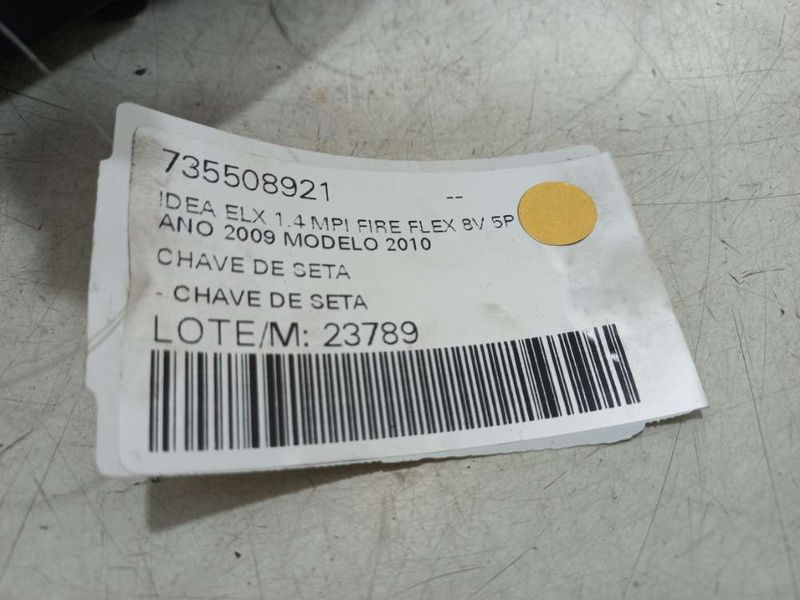 735508921 --
IDEA ELX 1.4 MPI FIRE FLEX 8V 5P
ANO 2009 MODELO 2010
CHAVE DE SETA
- CHAVE DE SETA
LOTE/M: 23789